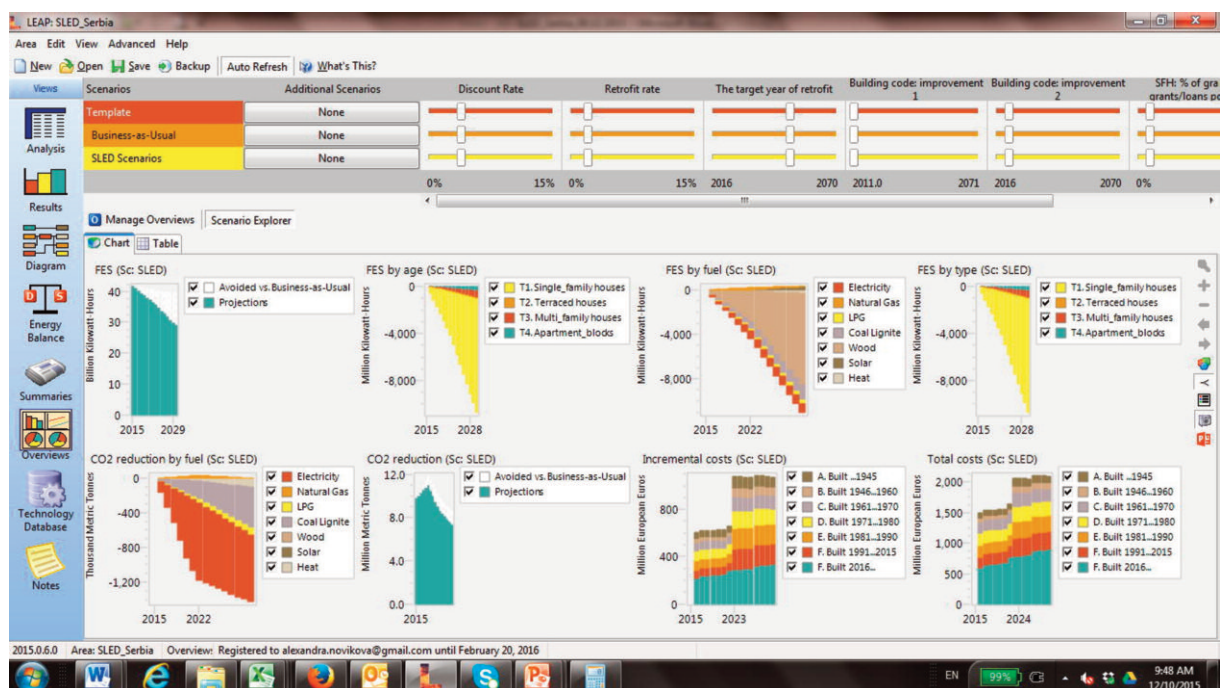 LEAP: SLED_Serbia
Area Edit View Advanced Help
New Open Save Backup Auto Refresh What's This?
Views
Scenarios Additional Scenarios Discount Rate Retrofit rate The target year of retrofit Building code: improvement 1 Building code: improvement 2 SFH: % of gra grants/loans po
Template None
Business-as-Usual None
SLED Scenarios None
0% 15% 0% 15% 2016 2070 2011.0 2071 2016 2070 0%
Analysis
Results
Diagram
Energy Balance
Summaries
Overviews
Technology Database
Notes
Manage Overviews Scenario Explorer
Chart Table
FES (Sc: SLED)
Billion Kilowatt-Hours
40
30
20
10
0
2015 2029
Avoided vs. Business-as-Usual
Projections
FES by age (Sc: SLED)
Million Kilowatt-Hours
0
-4,000
-8,000
2015 2028
T1. Single_family houses
T2. Terraced houses
T3. Multi_family houses
T4. Apartment_blocks
FES by fuel (Sc: SLED)
Million Kilowatt-Hours
0
-4,000
-8,000
2015 2022
Electricity
Natural Gas
LPG
Coal Lignite
Wood
Solar
Heat
FES by type (Sc: SLED)
Million Kilowatt-Hours
0
-4,000
-8,000
2015 2028
T1. Single_family houses
T2. Terraced houses
T3. Multi_family houses
T4. Apartment_blocks
CO2 reduction by fuel (Sc: SLED)
Thousand Metric Tonnes
0
-400
-800
-1,200
2015 2022
Electricity
Natural Gas
LPG
Coal Lignite
Wood
Solar
Heat
CO2 reduction (Sc: SLED)
Million Metric Tonnes
12.0
8.0
4.0
0.0
2015
Avoided vs. Business-as-Usual
Projections
Incremental costs (Sc: SLED)
Million European Euros
800
400
0
2015 2023
A. Built ..1945
B. Built 1946..1960
C. Built 1961..1970
D. Built 1971..1980
E. Built 1981..1990
F. Built 1991..2015
F. Built 2016...
Total costs (Sc: SLED)
Million European Euros
2,000
1,500
1,000
500
0
2015 2024
A. Built ..1945
B. Built 1946..1960
C. Built 1961..1970
D. Built 1971..1980
E. Built 1981..1990
F. Built 1991..2015
F. Built 2016...
2015.0.6.0 Area: SLED_Serbia Overview: Registered to alexandra.novikova@gmail.com until February 20, 2016
EN 99% 9:48 AM
12/10/2015